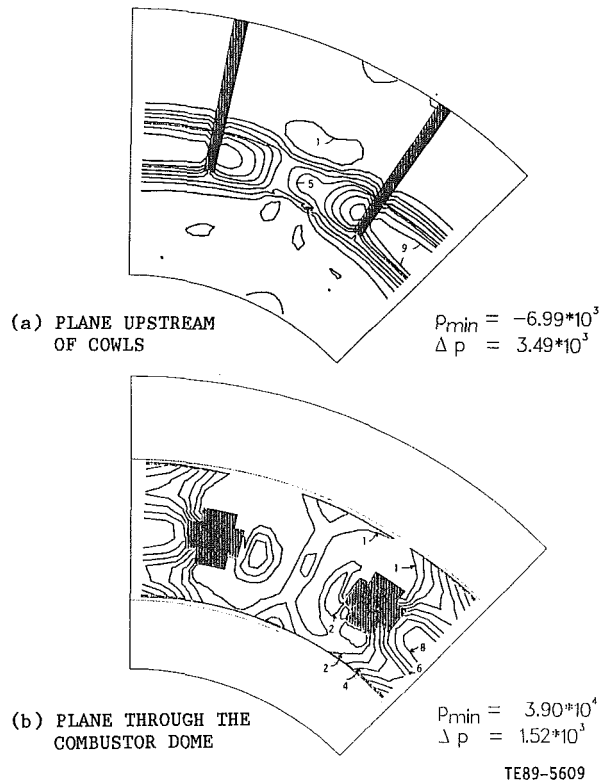 1
5
9
(a) PLANE UPSTREAM
OF COWLS
Pmin = -6.99*10³
Δ p = 3.49*10³
1
1
2
2
4
8
6
(b) PLANE THROUGH THE
COMBUSTOR DOME
Pmin = 3.90*10⁴
Δ p = 1.52*10³
TE89-5609